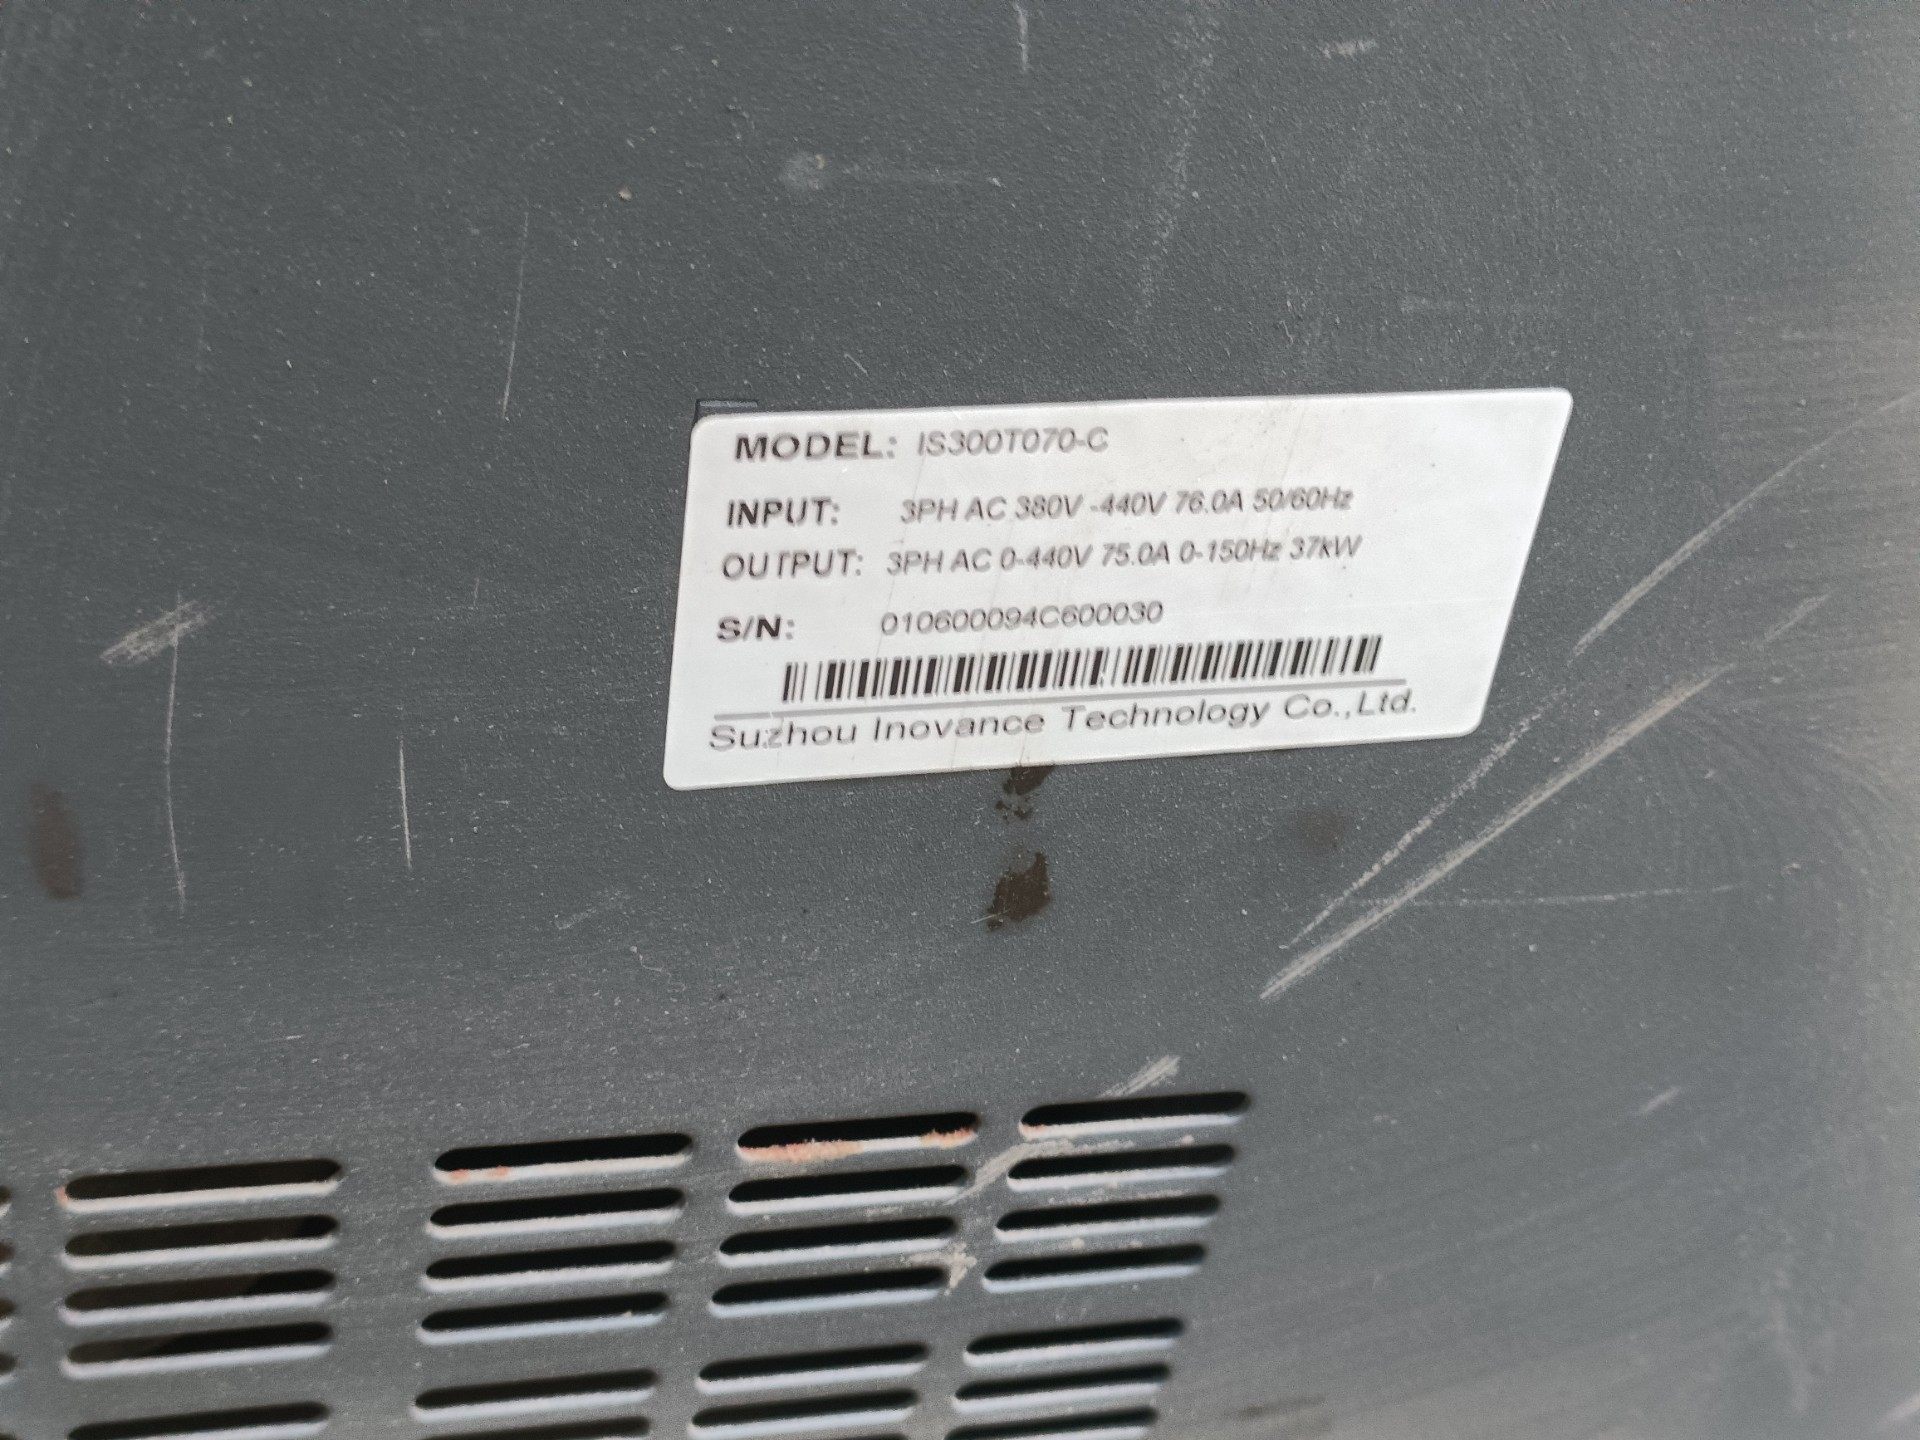 MODEL: IS300T070-C
INPUT: 3PH AC 380V -440V 76.0A 50/60Hz
OUTPUT: 3PH AC 0-440V 75.0A 0-150Hz 37kW
S/N: 010600094C600030
Suzhou Inovance Technology Co.,Ltd.